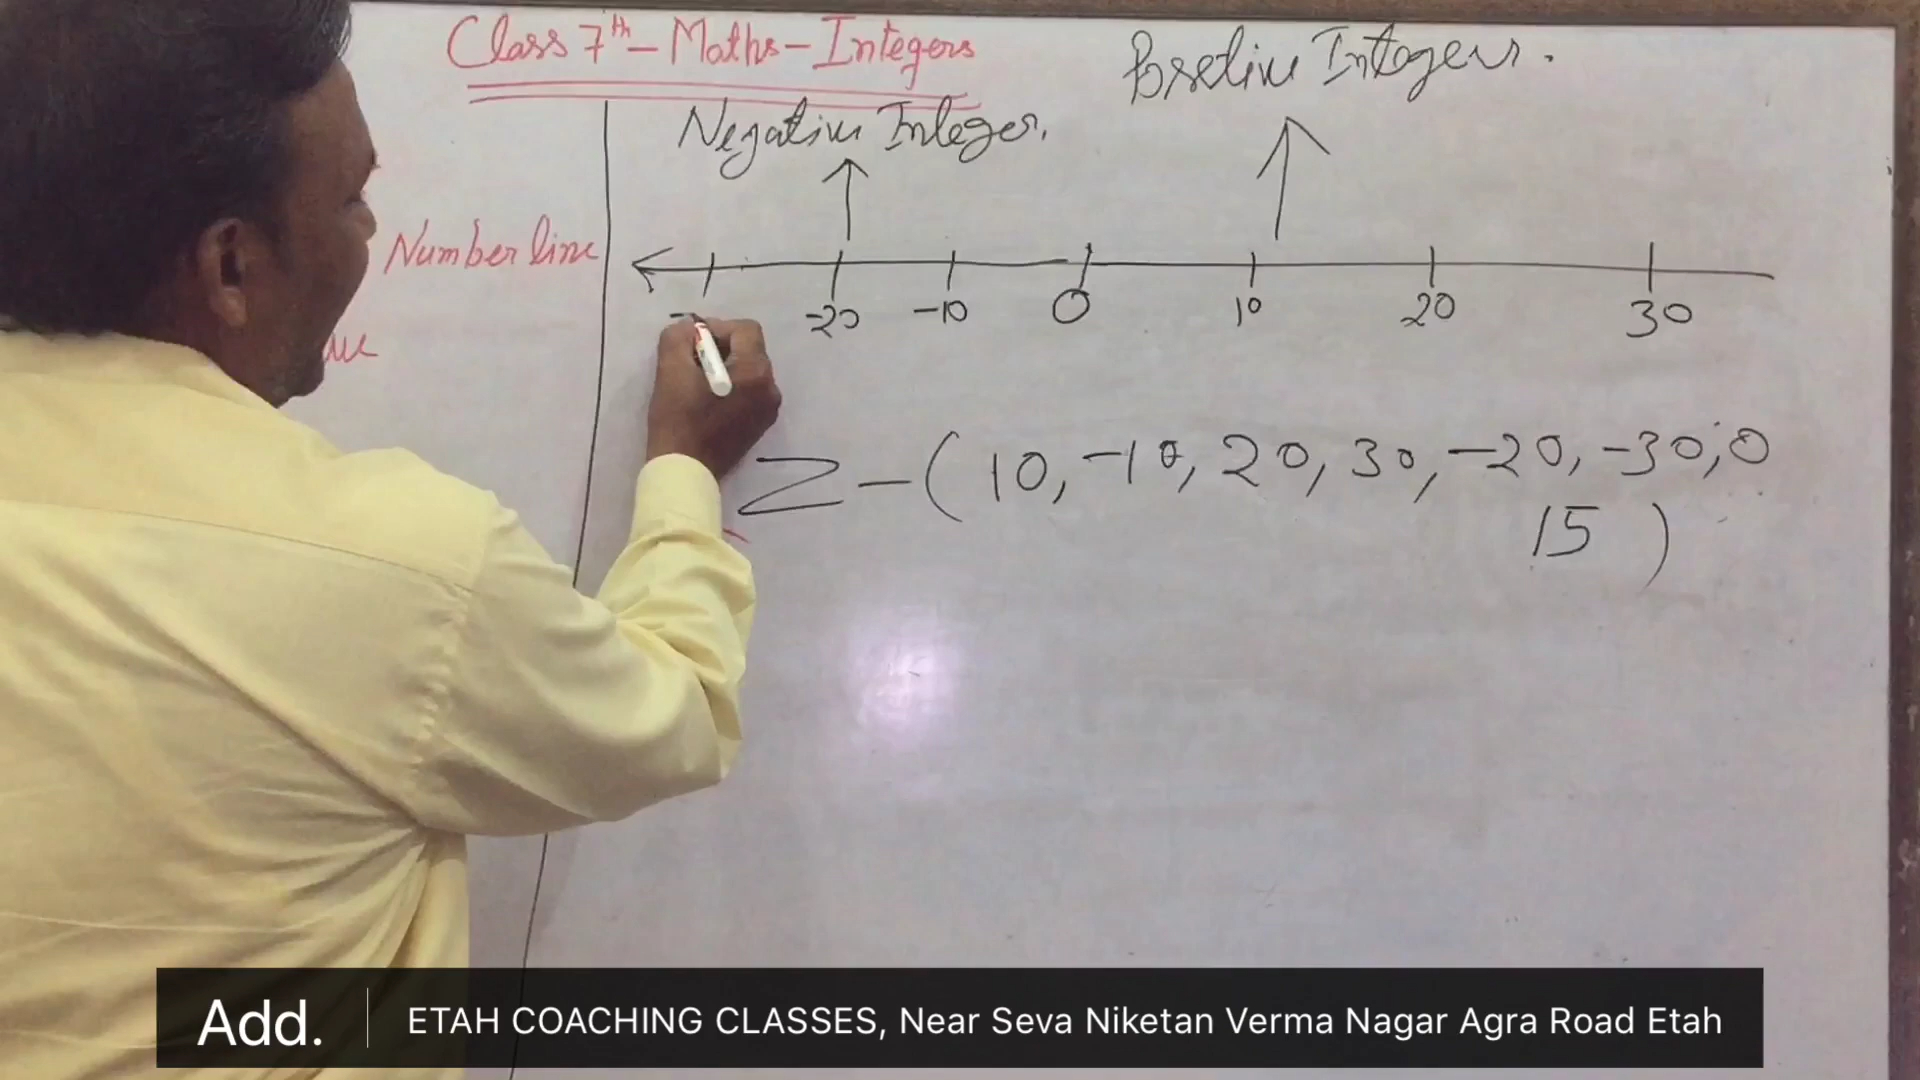 Class 7th - Maths - Integers
Positive Integers.
Negative Integer.
Number line
-20 -10 0 10 20 30
Z - ( 10, -10, 20, 30, -20, -30, 0
15 )
Add. ETAH COACHING CLASSES, Near Seva Niketan Verma Nagar Agra Road Etah